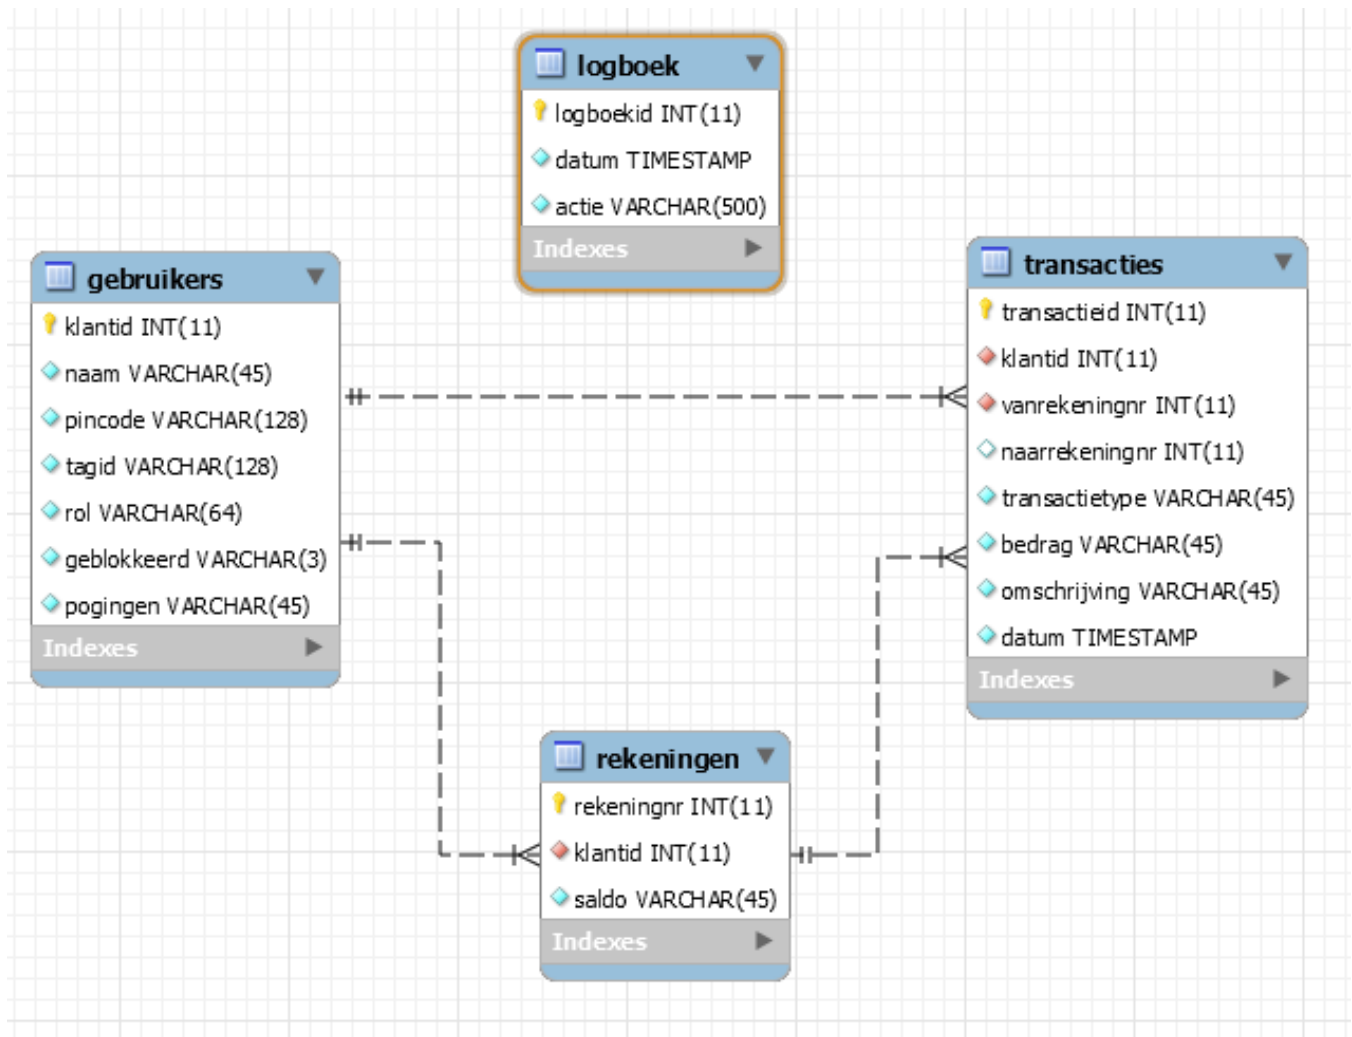 logboek
logboekid INT(11)
datum TIMESTAMP
actie VARCHAR(500)
Indexes
gebruikers
klantid INT(11)
naam VARCHAR(45)
pincode VARCHAR(128)
tagid VARCHAR(128)
rol VARCHAR(64)
geblokkeerd VARCHAR(3)
pogingen VARCHAR(45)
Indexes
transacties
transactieid INT(11)
klantid INT(11)
vanrekeningnr INT(11)
naarrekeningnr INT(11)
transactietype VARCHAR(45)
bedrag VARCHAR(45)
omschrijving VARCHAR(45)
datum TIMESTAMP
Indexes
rekeningen
rekeningnr INT(11)
klantid INT(11)
saldo VARCHAR(45)
Indexes